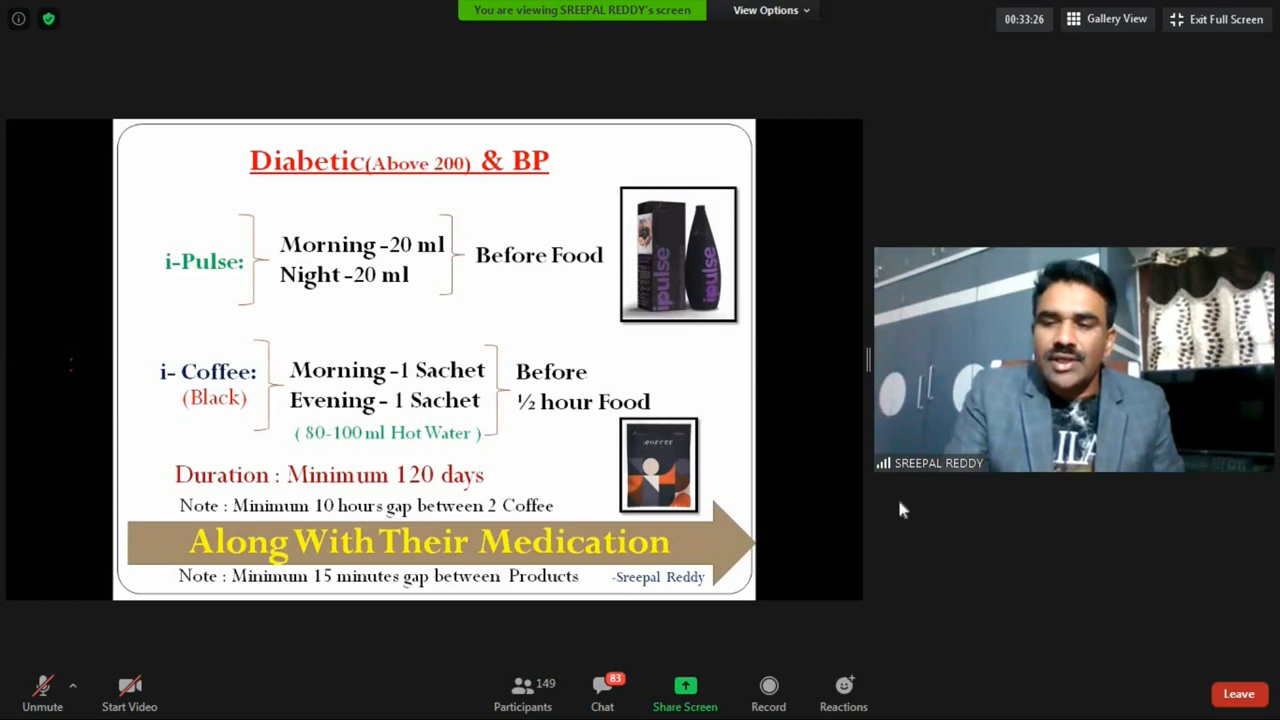 You are viewing SREEPAL REDDY's screen
View Options
00:33:26
Gallery View
Exit Full Screen
Diabetic(Above 200) & BP
i-Pulse:
Morning -20 ml
Night -20 ml
Before Food
ipulse
ipulse
i- Coffee:
(Black)
Morning -1 Sachet
Evening - 1 Sachet
( 80-100 ml Hot Water )
Before
½ hour Food
Duration : Minimum 120 days
Note : Minimum 10 hours gap between 2 Coffee
Along With Their Medication
Note : Minimum 15 minutes gap between Products
-Sreepal Reddy
SREEPAL REDDY
Unmute
Start Video
149
Participants
83
Chat
Share Screen
Record
Reactions
Leave